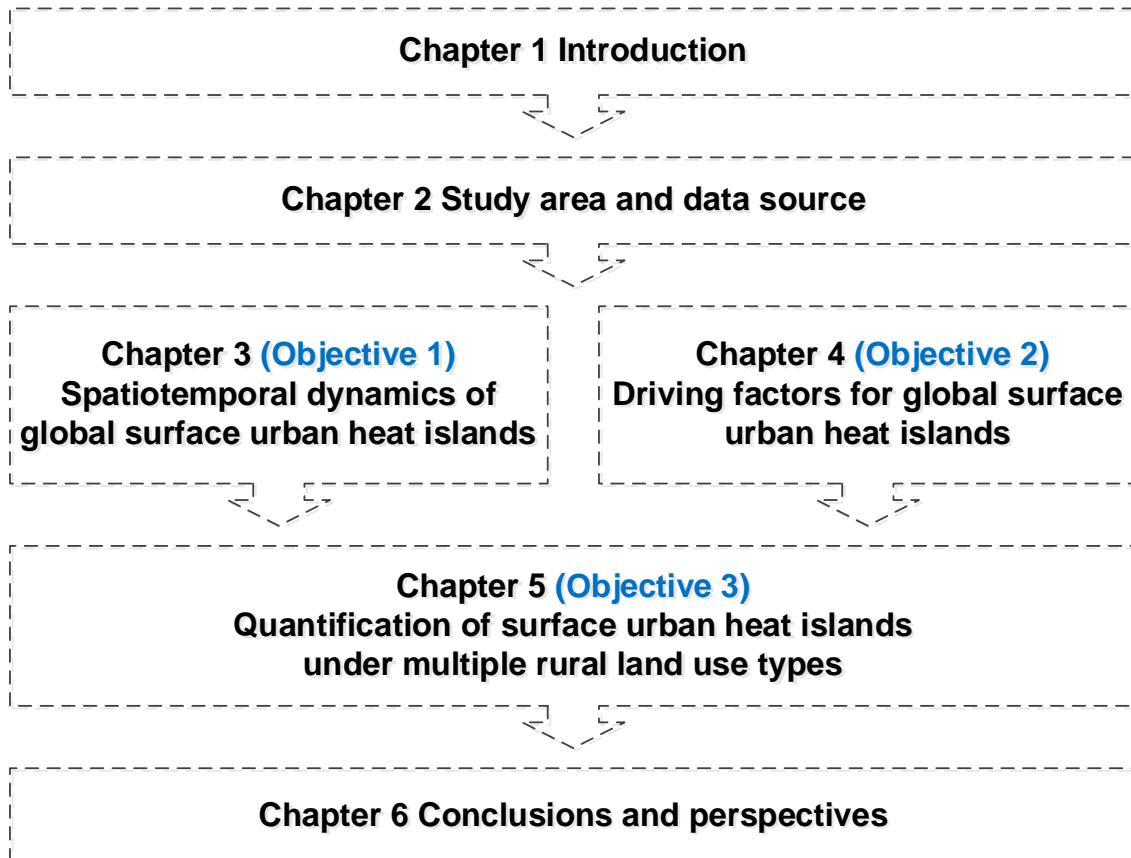 Chapter 1 Introduction
Chapter 2 Study area and data source
Chapter 3 (Objective 1)
Spatiotemporal dynamics of
global surface urban heat islands
Chapter 4 (Objective 2)
Driving factors for global surface
urban heat islands
Chapter 5 (Objective 3)
Quantification of surface urban heat islands
under multiple rural land use types
Chapter 6 Conclusions and perspectives